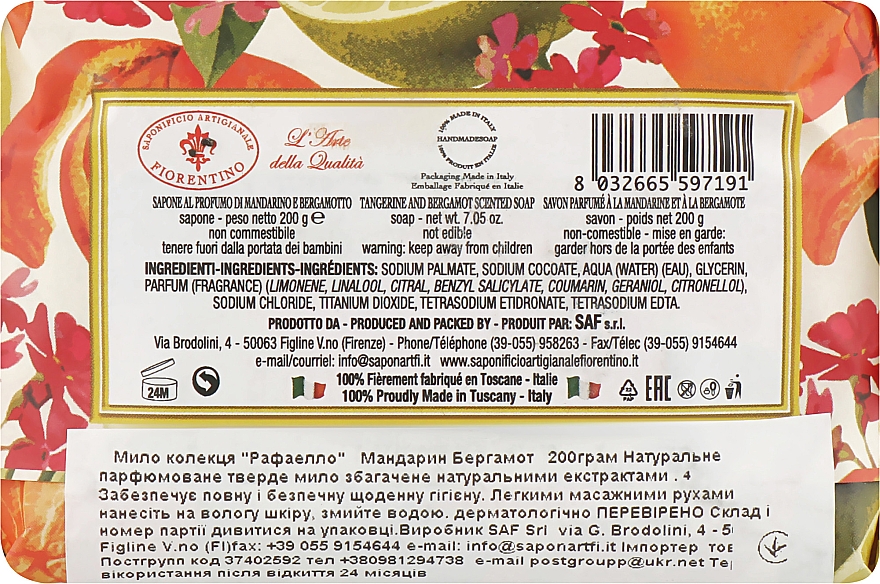 SAPONIFICIO ARTIGIANALE
FIORENTINO
L'Arte
della Qualità
100% MADE IN ITALY
HANDMADESOAP
100% PRODUIT EN ITALIE
Packaging Made in Italy
Emballage Fabriqué en Italie
8 032665 597191
SAPONE AL PROFUMO DI MANDARINO E BERGAMOTTO
sapone - peso netto 200 g ℮
non commestibile
tenere fuori dalla portata dei bambini
TANGERINE AND BERGAMOT SCENTED SOAP
soap - net wt. 7.05 oz.
not edible
warning: keep away from children
SAVON PARFUMÉ À LA MANDARINE ET À LA BERGAMOTE
savon - poids net 200 g
non-comestible - mise en garde:
garder hors de la portée des enfants
INGREDIENTI-INGREDIENTS-INGRÉDIENTS: SODIUM PALMATE, SODIUM COCOATE, AQUA (WATER) (EAU), GLYCERIN,
PARFUM (FRAGRANCE) (LIMONENE, LINALOOL, CITRAL, BENZYL SALICYLATE, COUMARIN, GERANIOL, CITRONELLOL),
SODIUM CHLORIDE, TITANIUM DIOXIDE, TETRASODIUM ETIDRONATE, TETRASODIUM EDTA.
PRODOTTO DA - PRODUCED AND PACKED BY - PRODUIT PAR: SAF s.r.l.
Via Brodolini, 4 - 50063 Figline V.no (Firenze) - Phone/Téléphone (39-055) 958263 - Fax/Télec (39-055) 9154644
e-mail/courriel: info@saponartfi.it - www.saponificioartigianalefiorentino.it
24M
100% Fièrement fabriqué en Toscane - Italie
100% Proudly Made in Tuscany - Italy
PAP
EAC
Мило колекця "Рафаелло" Мандарин Бергамот 200грам Натуральне
парфюмоване тверде мило збагачене натуральними екстрактами . 4
Забезпечує повну і безпечну щоденну гігієну. Легкими масажними рухами
нанесіть на вологу шкіру, змийте водою. дерматологічно ПЕРЕВІРЕНО Склад і
номер партії дивитися на упаковці.Виробник SAF Srl via G. Brodolini, 4 -
Figline V.no (FI)fax: +39 055 9154644 e-mail: info@saponartfi.it Імпортер тов
Постгрупп код 37402592 тел +380981294738 e-mail postgroupp@ukr.net
використання після відкиття 24 місяців